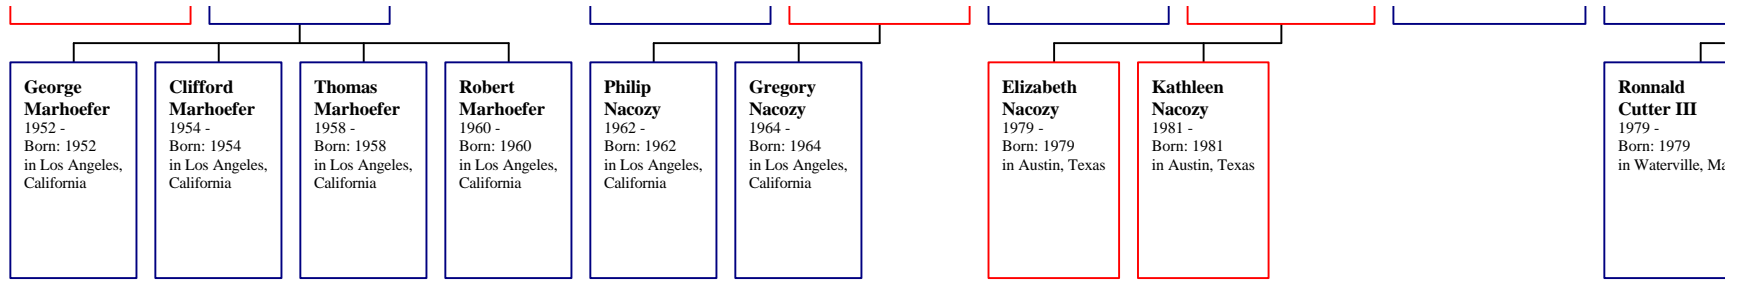 George
Marhoefer
1952 -
Born: 1952
in Los Angeles,
California
Clifford
Marhoefer
1954 -
Born: 1954
in Los Angeles,
California
Thomas
Marhoefer
1958 -
Born: 1958
in Los Angeles,
California
Robert
Marhoefer
1960 -
Born: 1960
in Los Angeles,
California
Philip
Nacozy
1962 -
Born: 1962
in Los Angeles,
California
Gregory
Nacozy
1964 -
Born: 1964
in Los Angeles,
California
Elizabeth
Nacozy
1979 -
Born: 1979
in Austin, Texas
Kathleen
Nacozy
1981 -
Born: 1981
in Austin, Texas
Ronnald
Cutter III
1979 -
Born: 1979
in Waterville,